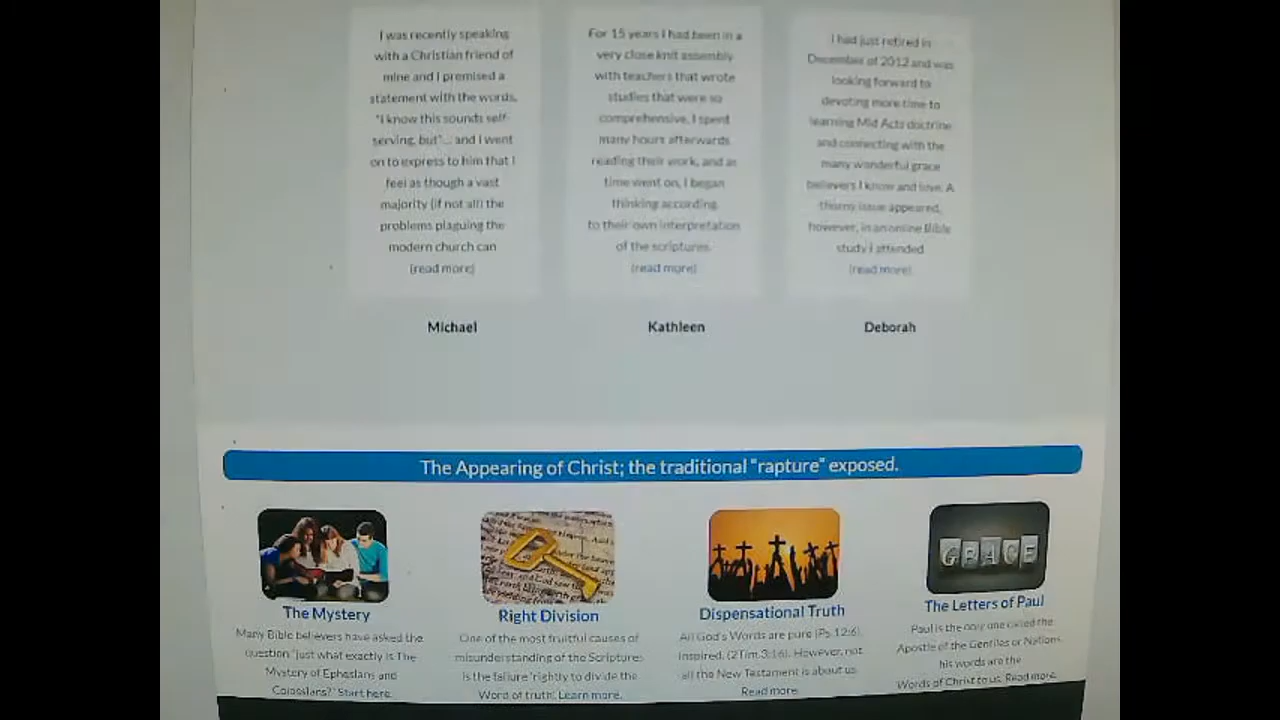 I was recently speaking
with a Christian friend of
mine and I premised a
statement with the words,
"I know this sounds self-
serving, but"... and I went
on to express to him that I
feel as though a vast
majority (if not all) the
problems plaguing the
modern church can
(read more)
Michael
For 15 years I had been in a
very close knit assembly
with teachers that wrote
studies that were so
comprehensive, I spent
many hours afterwards
reading their work, and as
time went on, I began
thinking according
to their own interpretation
of the scriptures.
(read more)
Kathleen
I had just retired in
December of 2012 and was
looking forward to
devoting more time to
learning Mid Acts doctrine
and connecting with the
many wonderful grace
believers I know and love. A
thorny issue appeared,
however, in an online Bible
study I attended
(read more)
Deborah
The Appearing of Christ; the traditional "rapture" exposed.
The Mystery
Many Bible believers have asked the
question "just what exactly is The
Mystery of Ephesians and
Colossians?" Start here.
Right Division
One of the most fruitful causes of
misunderstanding of the Scriptures
is the failure 'rightly to divide the
Word of truth'. Learn more.
Dispensational Truth
All God's Words are pure (Ps 12:6),
inspired, (2Tim 3:16). However, not
all the New Testament is about us.
Read more.
GRACE
The Letters of Paul
Paul is the only one called the
Apostle of the Gentiles or Nations
his words are the
Words of Christ to us. Read more.